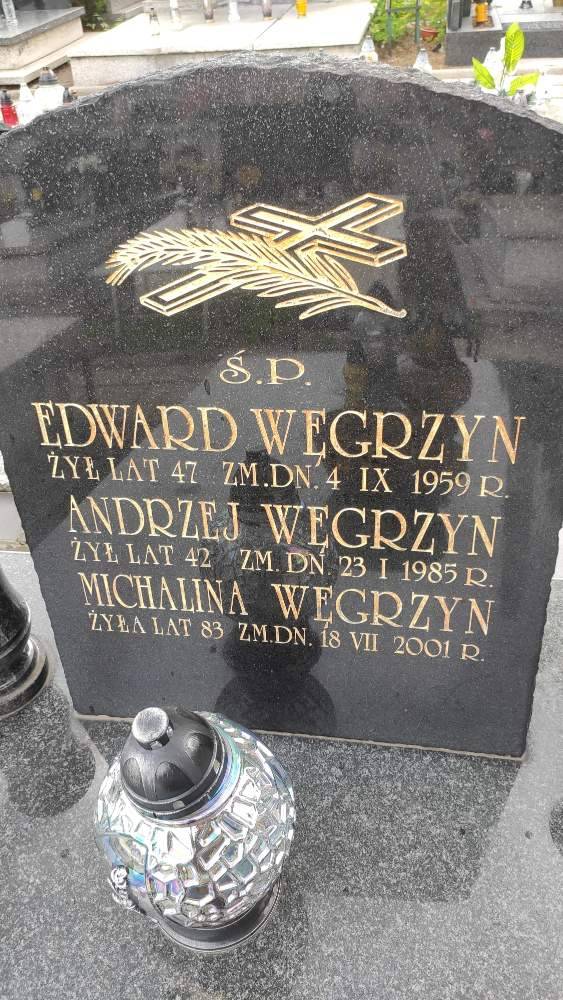 Ś.P.
EDWARD WĘGRZYN
ŻYŁ LAT 47 ZM.DN. 4 IX 1959 R.
ANDRZEJ WĘGRZYN
ŻYŁ LAT 42 ZM. DN 23 I 1985 R.
MICHALINA WĘGRZYN
ŻYŁA LAT 83 ZM.DN. 18 VII 2001 R.